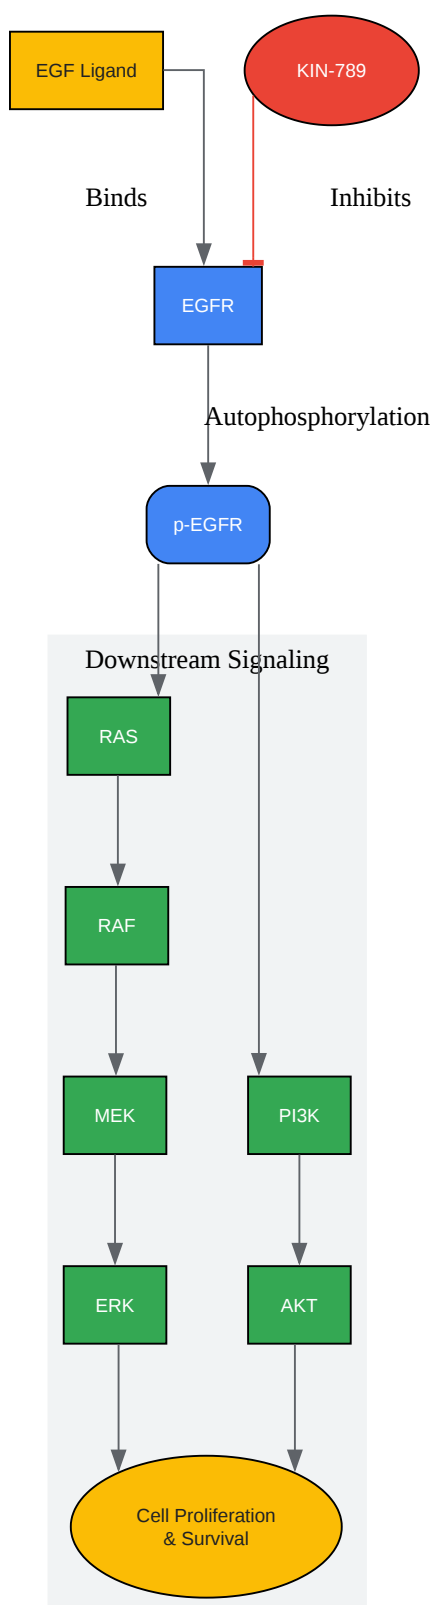 EGF Ligand
KIN-789
Binds
Inhibits
EGFR
Autophosphorylation
p-EGFR
Downstream Signaling
RAS
RAF
MEK
PI3K
ERK
AKT
Cell Proliferation
& Survival